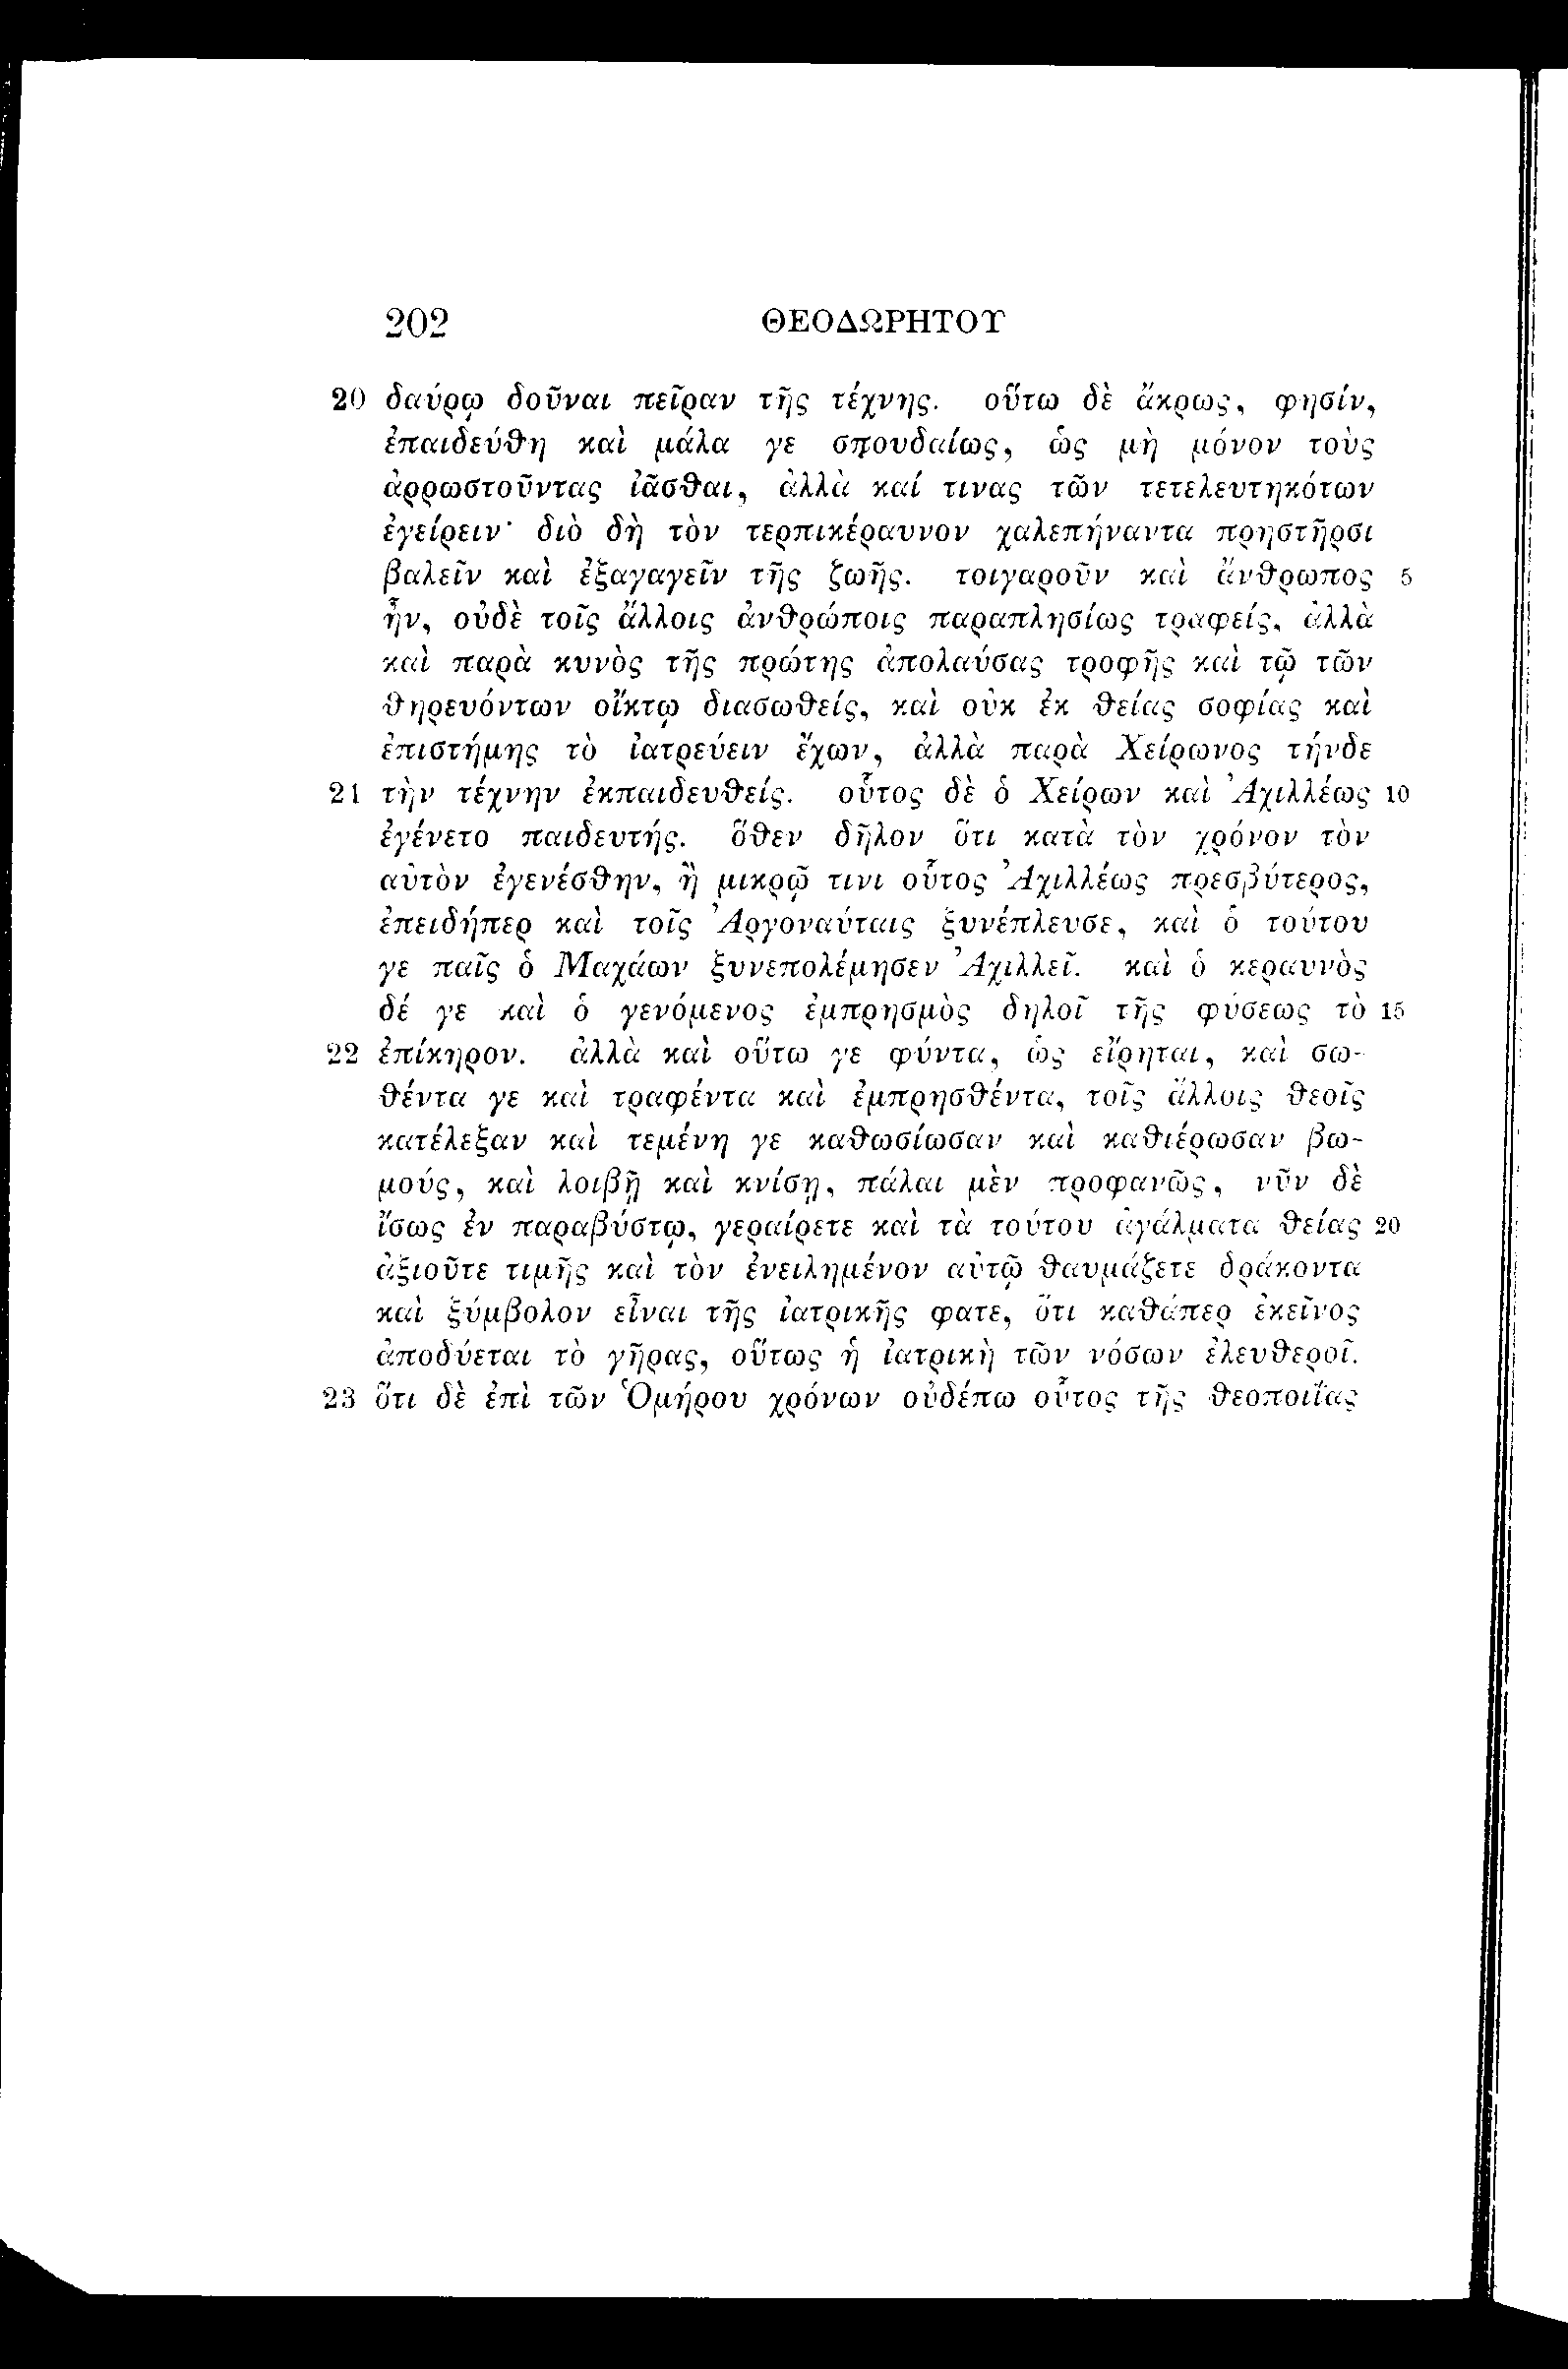 202 ΘΕΟΔΩΡΗΤΟΥ
20 δαύρῳ δοῦναι πεῖραν τῆς τέχνης. οὕτω δὲ ἄκρως, φησίν,
ἐπαιδεύθη καὶ μάλα γε σπουδαίως, ὡς μὴ μόνον τοὺς
ἀρρωστοῦντας ἰᾶσθαι, ἀλλὰ καί τινας τῶν τετελευτηκότων
ἐγείρειν· διὸ δὴ τὸν τερπικέραυνον χαλεπήναντα πρηστῆρσι
βαλεῖν καὶ ἐξαγαγεῖν τῆς ζωῆς. τοιγαροῦν καὶ ἄνθρωπος 5
ἦν, οὐδὲ τοῖς ἄλλοις ἀνθρώποις παραπλησίως τραφείς, ἀλλὰ
καὶ παρὰ κυνὸς τῆς πρώτης ἀπολαύσας τροφῆς καὶ τῷ τῶν
θηρευόντων οἴκτῳ διασωθείς, καὶ οὐκ ἐκ θείας σοφίας καὶ
ἐπιστήμης τὸ ἰατρεύειν ἔχων, ἀλλὰ παρὰ Χείρωνος τήνδε
21 τὴν τέχνην ἐκπαιδευθείς. οὗτος δὲ ὁ Χείρων καὶ Ἀχιλλέως 10
ἐγένετο παιδευτής. ὅθεν δῆλον ὅτι κατὰ τὸν χρόνον τὸν
αὐτὸν ἐγενέσθην, ἢ μικρῷ τινι οὗτος Ἀχιλλέως πρεσβύτερος,
ἐπειδήπερ καὶ τοῖς Ἀργοναύταις ξυνέπλευσε, καὶ ὁ τούτου
γε παῖς ὁ Μαχάων ξυνεπολέμησεν Ἀχιλλεῖ. καὶ ὁ κεραυνὸς
δέ γε καὶ ὁ γενόμενος ἐμπρησμὸς δηλοῖ τῆς φύσεως τὸ 15
22 ἐπίκηρον. ἀλλὰ καὶ οὕτω γε φύντα, ὡς εἴρηται, καὶ σω-
θέντα γε καὶ τραφέντα καὶ ἐμπρησθέντα, τοῖς ἄλλοις θεοῖς
κατέλεξαν καὶ τεμένη γε καθωσίωσαν καὶ καθιέρωσαν βω-
μούς, καὶ λοιβῇ καὶ κνίσῃ, πάλαι μὲν προφανῶς, νῦν δὲ
ἴσως ἐν παραβύστῳ, γεραίρετε καὶ τὰ τούτου ἀγάλματα θείας 20
ἀξιοῦτε τιμῆς καὶ τὸν ἐνειλημένον αὐτῷ θαυμάζετε δράκοντα
καὶ ξύμβολον εἶναι τῆς ἰατρικῆς φατε, ὅτι καθάπερ ἐκεῖνος
ἀποδύεται τὸ γῆρας, οὕτως ἡ ἰατρικὴ τῶν νόσων ἐλευθεροῖ.
23 ὅτι δὲ ἐπὶ τῶν Ὁμήρου χρόνων οὐδέπω οὗτος τῆς θεοποιΐας